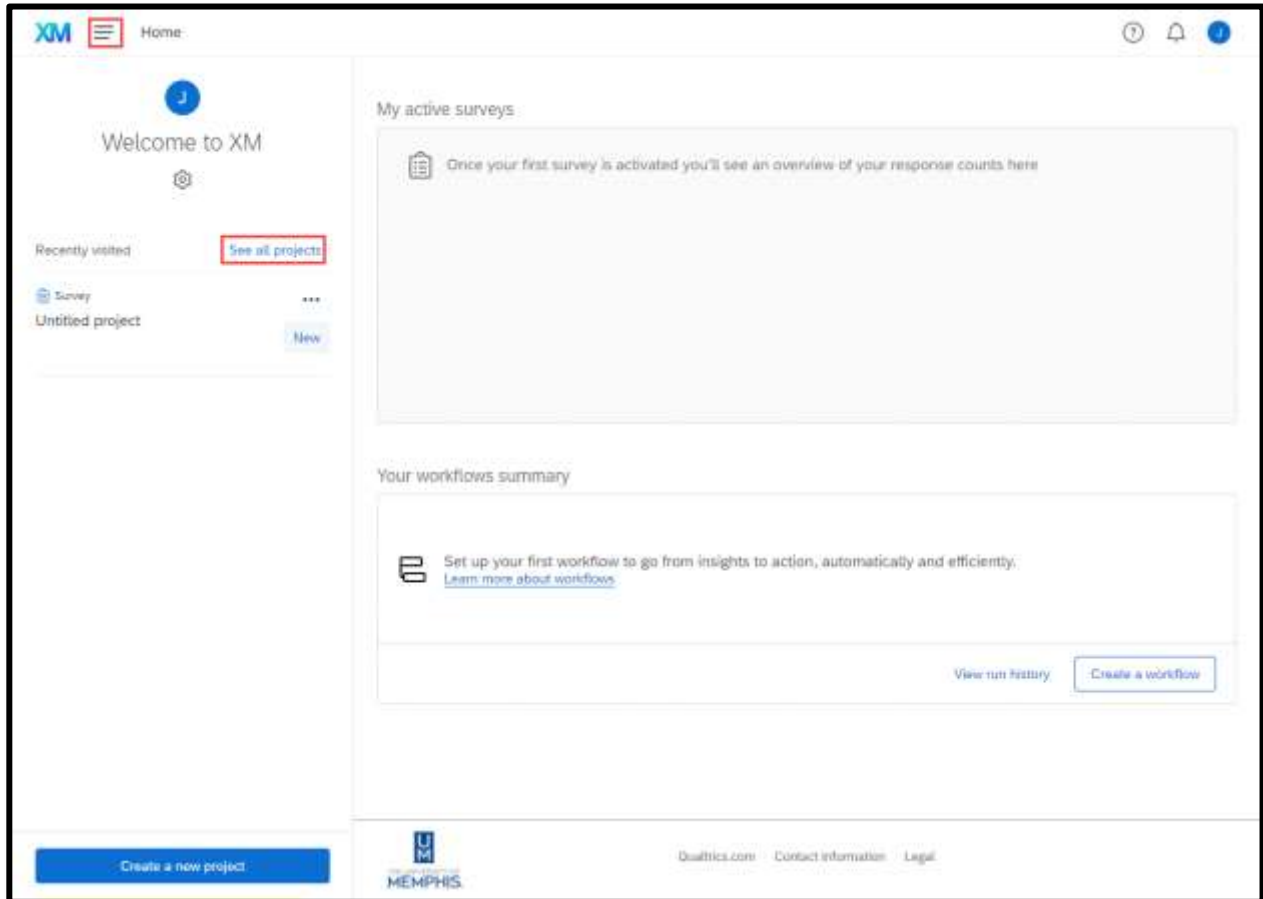 XM
Home
J
J
Welcome to XM
Recently visited
See all projects
Survey
Untitled project
New
Create a new project
My active surveys
Once your first survey is activated you'll see an overview of your response counts here
Your workflows summary
Set up your first workflow to go from insights to action, automatically and efficiently.
Learn more about workflows
View run history
Create a workflow
UM
MEMPHIS.
Qualtrics.com Contact information Legal